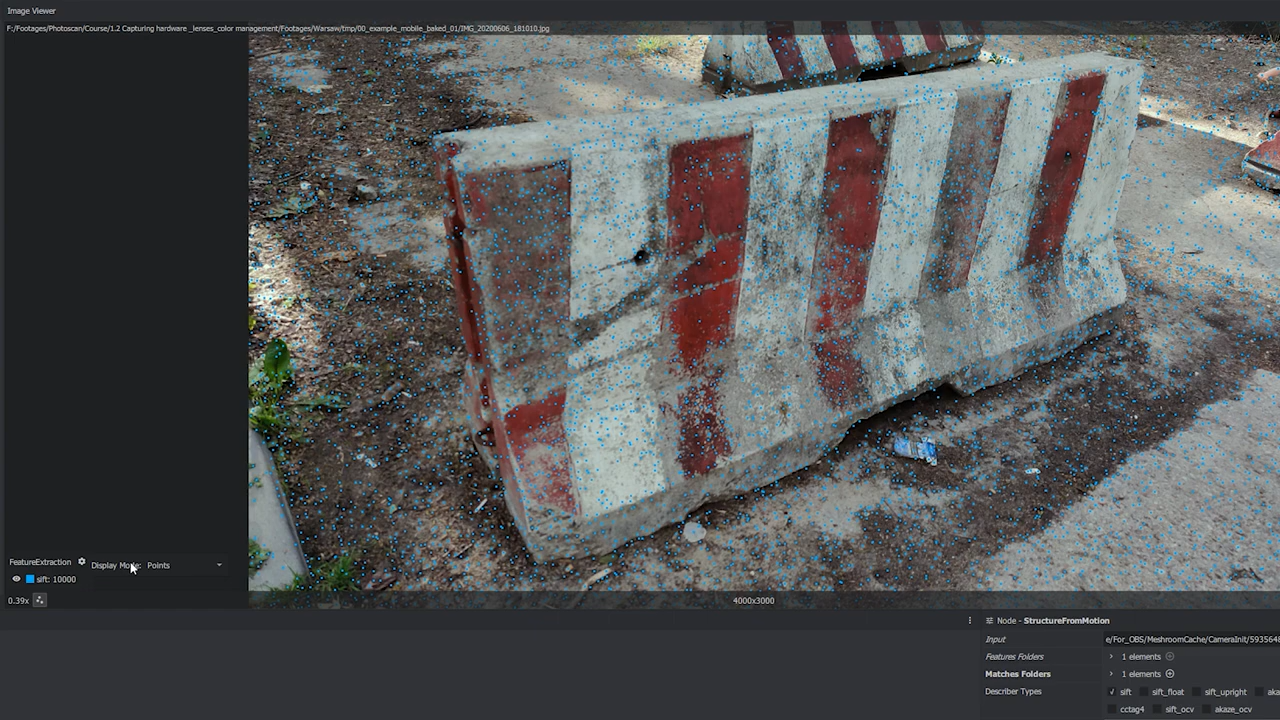 Image Viewer
F:/Footages/Photoscan/Course/1.2 Capturing hardware _lenses_color management/Footages/Warsaw/tmp/00_example_mobile_baked_01/IMG_20200606_181010.jpg
FeatureExtraction Display Mode: Points
sift: 10000
0.39x 4000x3000
Node - StructureFromMotion
Input e/For_OBS/MeshroomCache/CameraInit/5935648
Features Folders 1 elements
Matches Folders 1 elements
Describer Types sift sift_float sift_upright aka
cctag4 sift_ocv akaze_ocv